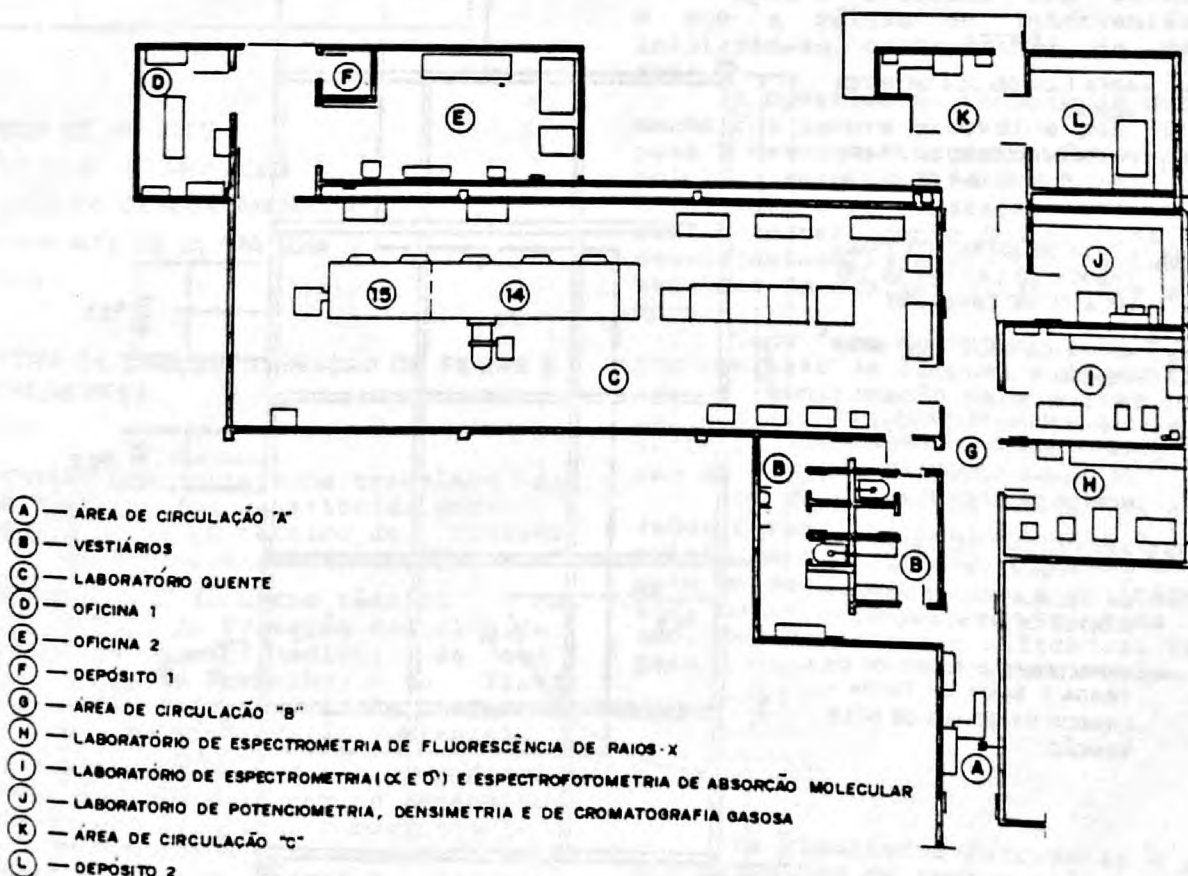 D
F
E
K
L
J
15
14
I
C
B
G
H
B
A
A — ÁREA DE CIRCULAÇÃO "A"
B — VESTIÁRIOS
C — LABORATÓRIO QUENTE
D — OFICINA 1
E — OFICINA 2
F — DEPÓSITO 1
G — ÁREA DE CIRCULAÇÃO "B"
H — LABORATÓRIO DE ESPECTROMETRIA DE FLUORESCÊNCIA DE RAIOS-X
I — LABORATÓRIO DE ESPECTROMETRIA (α E γ) E ESPECTROFOTOMETRIA DE ABSORÇÃO MOLECULAR
J — LABORATORIO DE POTENCIOMETRIA, DENSIMETRIA E DE CROMATOGRAFIA GASOSA
K — ÁREA DE CIRCULAÇÃO "C"
L — DEPÓSITO 2